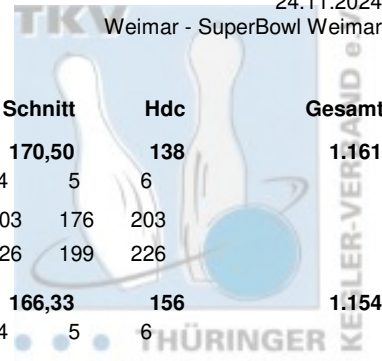 24.11.2024
TKV
Weimar - SuperBowl Weimar
Schnitt Hdc Gesamt
170,50 138 1.161
4 5 6
03 176 203
26 199 226
166,33 156 1.154
4 5 6
THÜRINGER
KEGLER-VERBAND e.V.